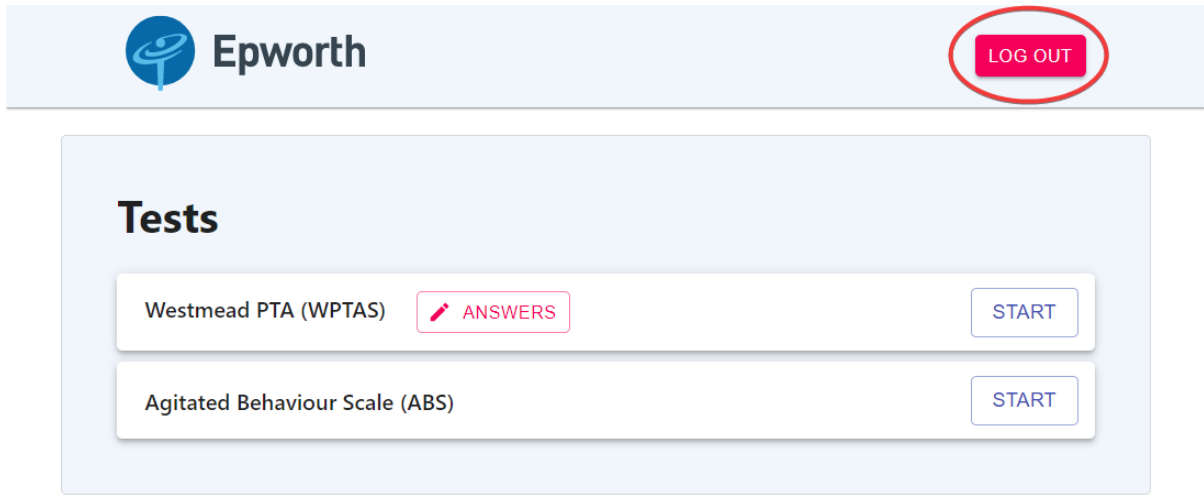 Epworth
LOG OUT
Tests
Westmead PTA (WPTAS) ANSWERS START
Agitated Behaviour Scale (ABS) START